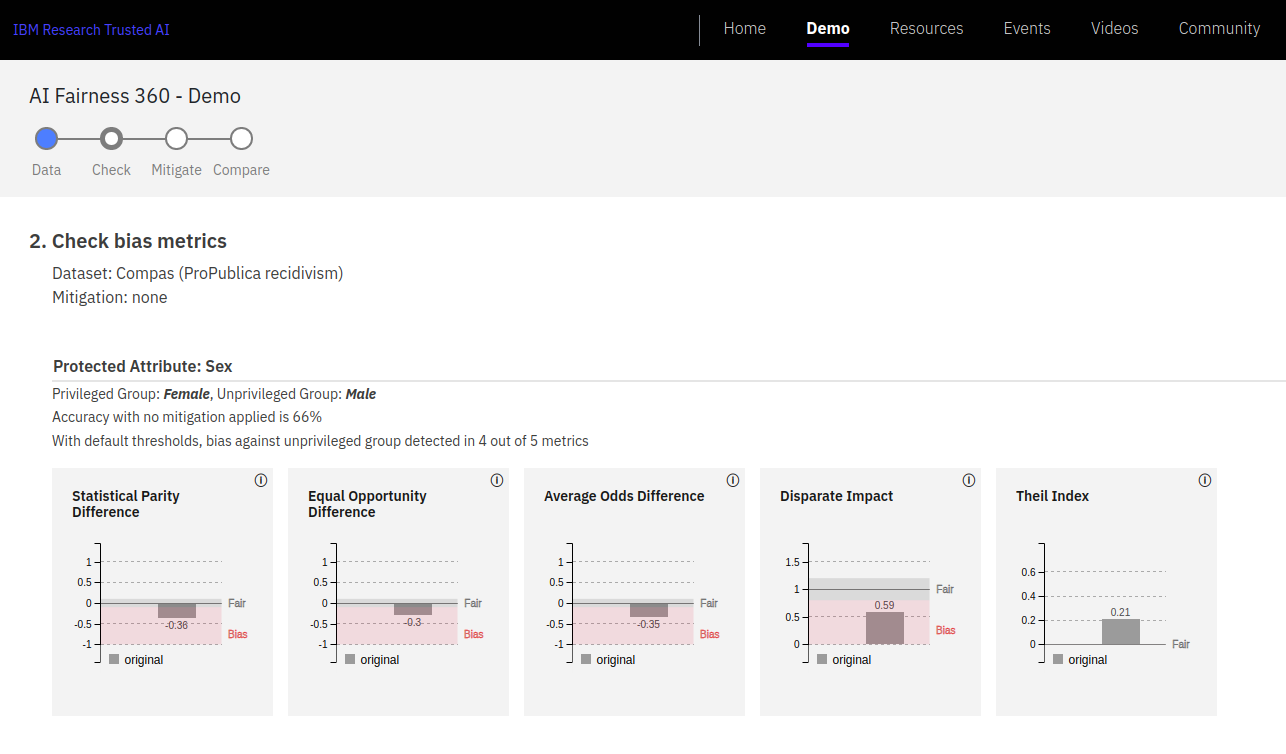 IBM Research Trusted AI
Home Demo Resources Events Videos Community
AI Fairness 360 - Demo
Data Check Mitigate Compare
2. Check bias metrics
Dataset: Compas (ProPublica recidivism)
Mitigation: none
Protected Attribute: Sex
Privileged Group: Female, Unprivileged Group: Male
Accuracy with no mitigation applied is 66%
With default thresholds, bias against unprivileged group detected in 4 out of 5 metrics
Statistical Parity
Difference
1
0.5
0
-0.5
-1
-0.36
Fair
Bias
original
Equal Opportunity
Difference
1
0.5
0
-0.5
-1
-0.3
Fair
Bias
original
Average Odds Difference
1
0.5
0
-0.5
-1
-0.35
Fair
Bias
original
Disparate Impact
1.5
1
0.5
0
0.59
Fair
Bias
original
Theil Index
0.6
0.4
0.2
0
0.21
Fair
original